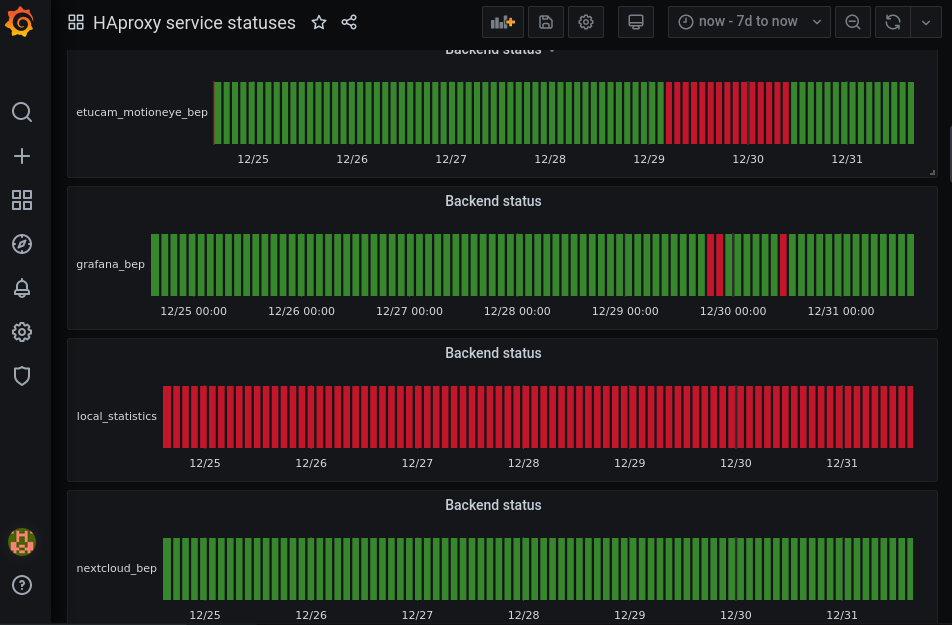 HAproxy service statuses
now - 7d to now
Backend status
etucam_motioneye_bep
12/25 12/26 12/27 12/28 12/29 12/30 12/31
Backend status
grafana_bep
12/25 00:00 12/26 00:00 12/27 00:00 12/28 00:00 12/29 00:00 12/30 00:00 12/31 00:00
Backend status
local_statistics
12/25 12/26 12/27 12/28 12/29 12/30 12/31
Backend status
nextcloud_bep
12/25 12/26 12/27 12/28 12/29 12/30 12/31